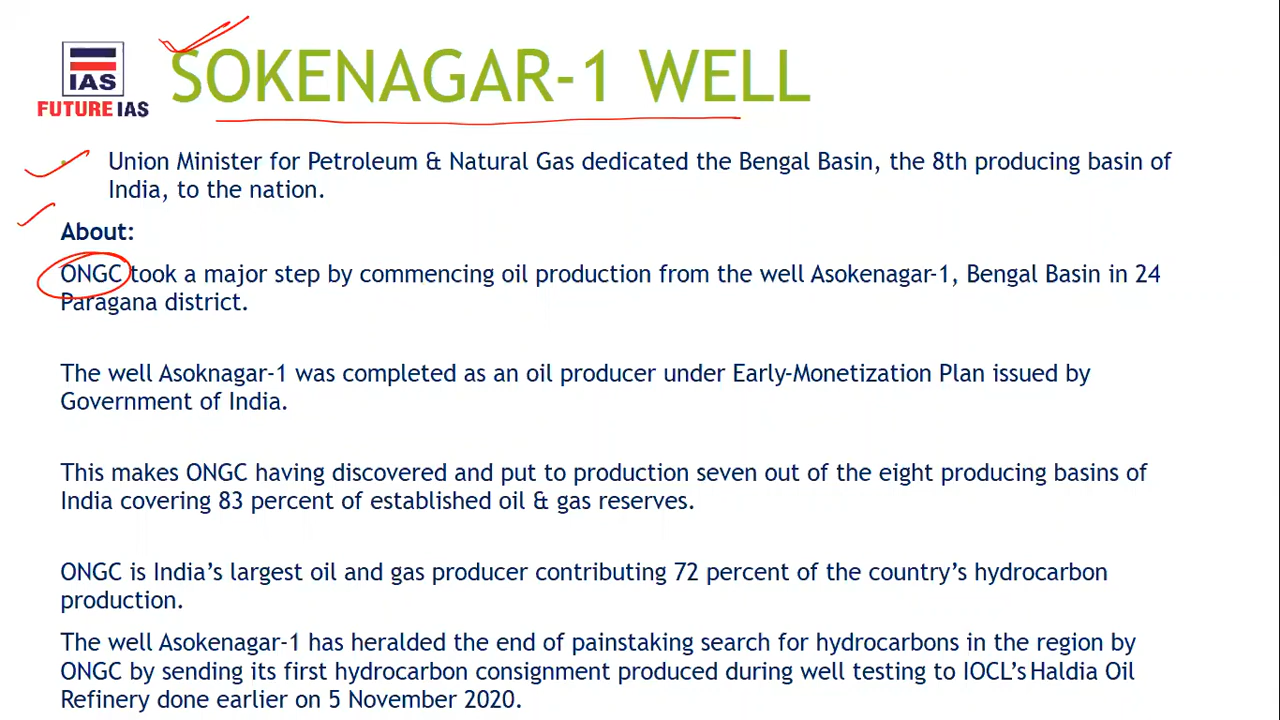 SOKENAGAR-1 WELL
IAS
FUTURE IAS
Union Minister for Petroleum & Natural Gas dedicated the Bengal Basin, the 8th producing basin of
India, to the nation.
About:
ONGC took a major step by commencing oil production from the well Asokenagar-1, Bengal Basin in 24
Paragana district.
The well Asoknagar-1 was completed as an oil producer under Early-Monetization Plan issued by
Government of India.
This makes ONGC having discovered and put to production seven out of the eight producing basins of
India covering 83 percent of established oil & gas reserves.
ONGC is India's largest oil and gas producer contributing 72 percent of the country's hydrocarbon
production.
The well Asokenagar-1 has heralded the end of painstaking search for hydrocarbons in the region by
ONGC by sending its first hydrocarbon consignment produced during well testing to IOCL's Haldia Oil
Refinery done earlier on 5 November 2020.